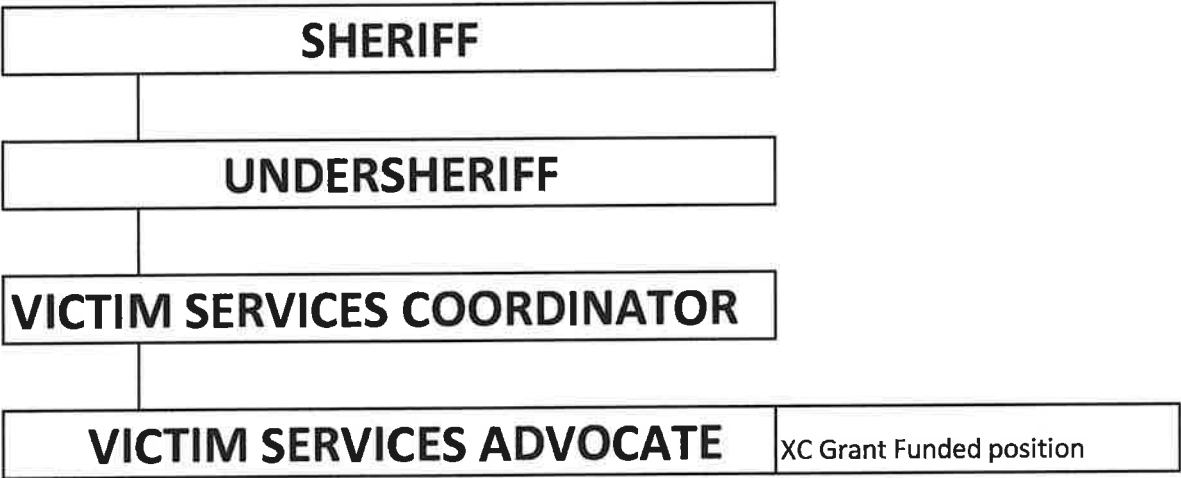 SHERIFF
UNDERSHERIFF
VICTIM SERVICES COORDINATOR
VICTIM SERVICES ADVOCATE
XC Grant Funded position